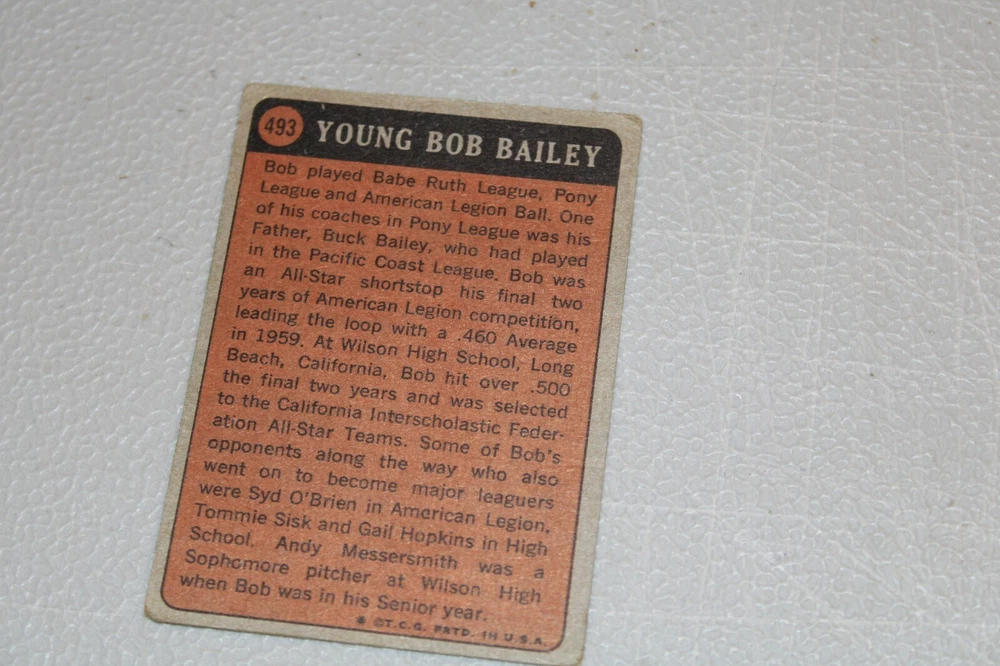 493 YOUNG BOB BAILEY
Bob played Babe Ruth League, Pony
League and American Legion Ball. One
of his coaches in Pony League was his
Father, Buck Bailey, who had played
in the Pacific Coast League. Bob was
an All-Star shortstop his final two
years of American Legion competition,
leading the loop with a .460 Average
in 1959. At Wilson High School, Long
Beach, California, Bob hit over .500
the final two years and was selected
to the California Interscholastic Feder-
ation All-Star Teams. Some of Bob's
opponents along the way who also
went on to become major leaguers
were Syd O'Brien in American Legion,
Tommie Sisk and Gail Hopkins in High
School. Andy Messersmith was a
Sophomore pitcher at Wilson High
when Bob was in his Senior year.
* ©T.C.G. PRTD. IN U.S.A.